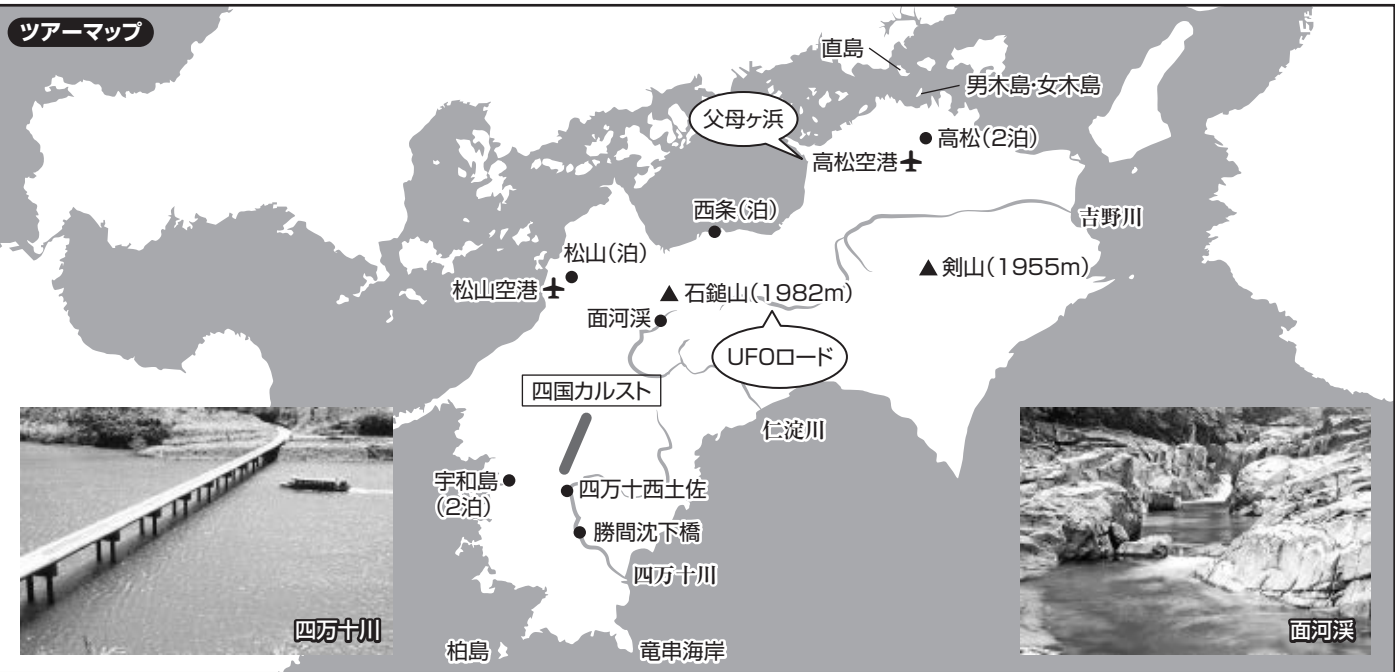 ツアーマップ
直島
男木島・女木島
父母ヶ浜
高松(2泊)
高松空港
西条(泊)
吉野川
松山(泊)
剣山(1955m)
松山空港
石鎚山(1982m)
面河渓
UFOロード
四国カルスト
仁淀川
宇和島
(2泊)
四万十西土佐
勝間沈下橋
四万十川
四万十川
面河渓
柏島
竜串海岸